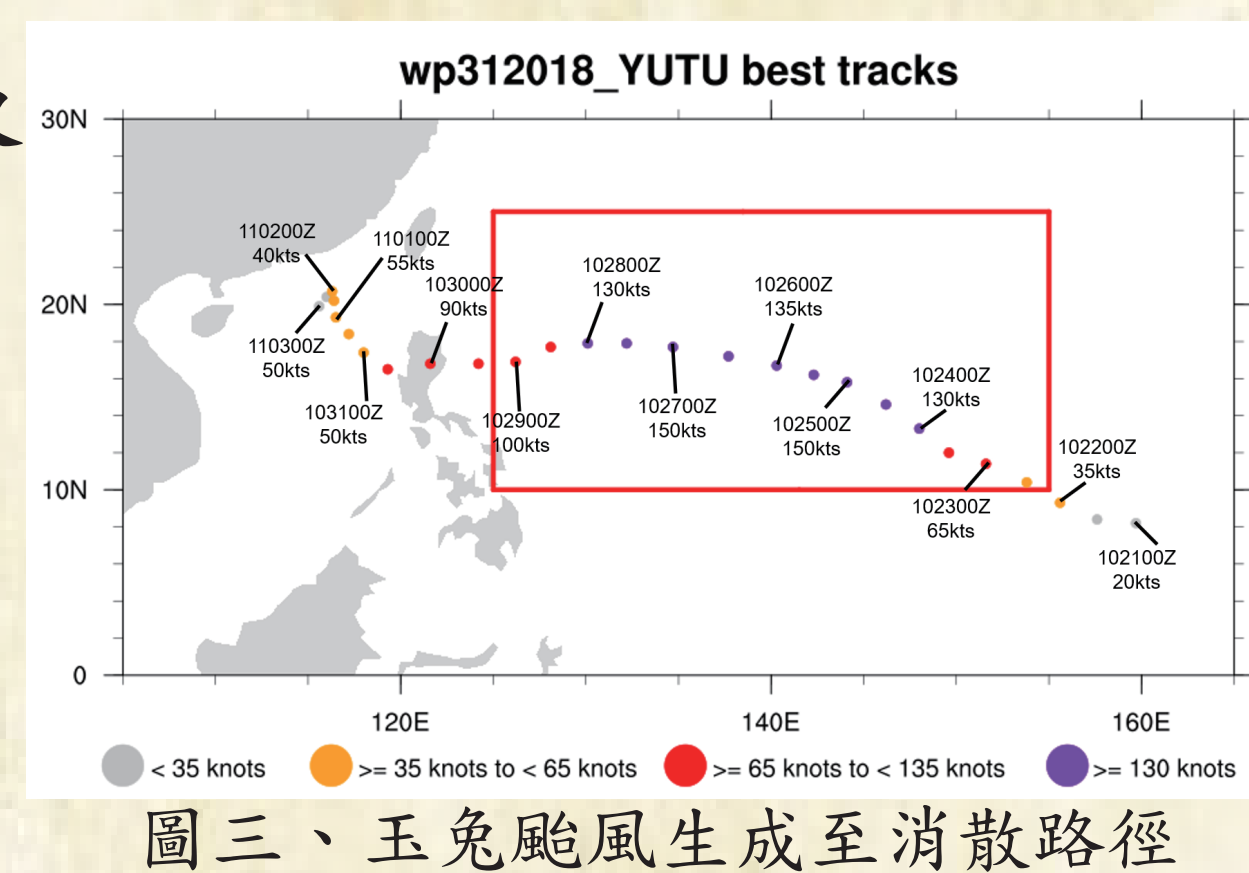 wp312018_YUTU best tracks
30N
20N
10N
0
120E
140E
160E
110200Z
40kts
110100Z
55kts
103000Z
90kts
102800Z
130kts
102600Z
135kts
110300Z
50kts
103100Z
50kts
102900Z
100kts
102700Z
150kts
102500Z
150kts
102400Z
130kts
102200Z
35kts
102300Z
65kts
102100Z
20kts
< 35 knots
>= 35 knots to < 65 knots
>= 65 knots to < 135 knots
>= 130 knots
圖三、玉兔颱風生成至消散路徑